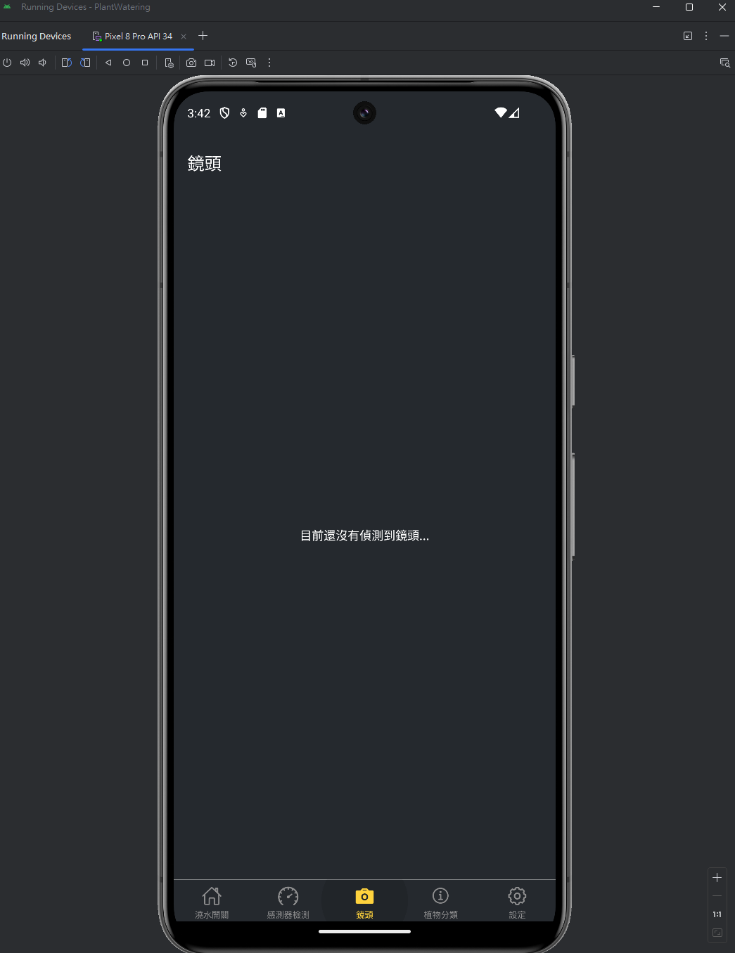 Running Devices - PlantWatering
Running Devices
Pixel 8 Pro API 34
3:42
A
鏡頭
目前還沒有偵測到鏡頭...
澆水開關
感測器檢測
鏡頭
植物分類
設定
1:1